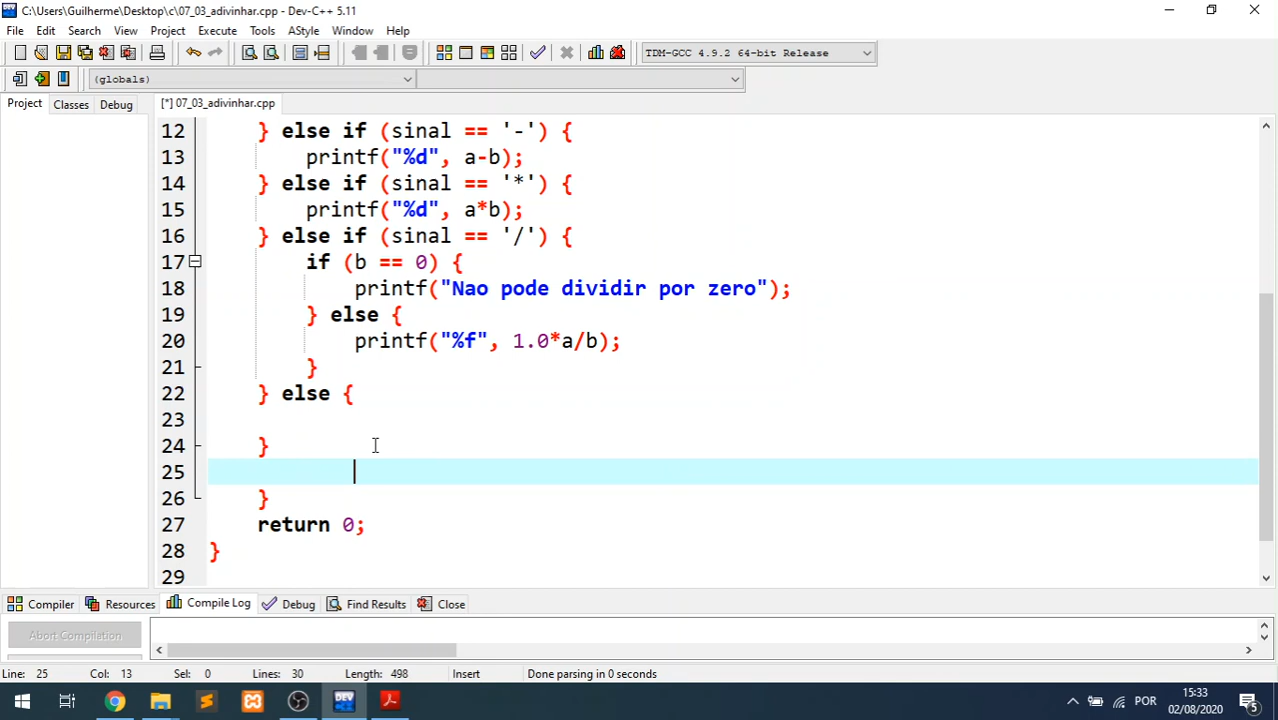 C:\Users\Guilherme\Desktop\c\07_03_adivinhar.cpp - Dev-C++ 5.11
File Edit Search View Project Execute Tools AStyle Window Help
TDM-GCC 4.9.2 64-bit Release
(globals)
Project Classes Debug [*] 07_03_adivinhar.cpp
12 } else if (sinal == '-') {
13 printf("%d", a-b);
14 } else if (sinal == '*') {
15 printf("%d", a*b);
16 } else if (sinal == '/') {
17 if (b == 0) {
18 printf("Nao pode dividir por zero");
19 } else {
20 printf("%f", 1.0*a/b);
21 }
22 } else {
23
24 }
25
26 }
27 return 0;
28 }
29
Compiler Resources Compile Log Debug Find Results Close
Abort Compilation
Line: 25 Col: 13 Sel: 0 Lines: 30 Length: 498 Insert Done parsing in 0 seconds
DEV
POR
15:33
02/08/2020
5